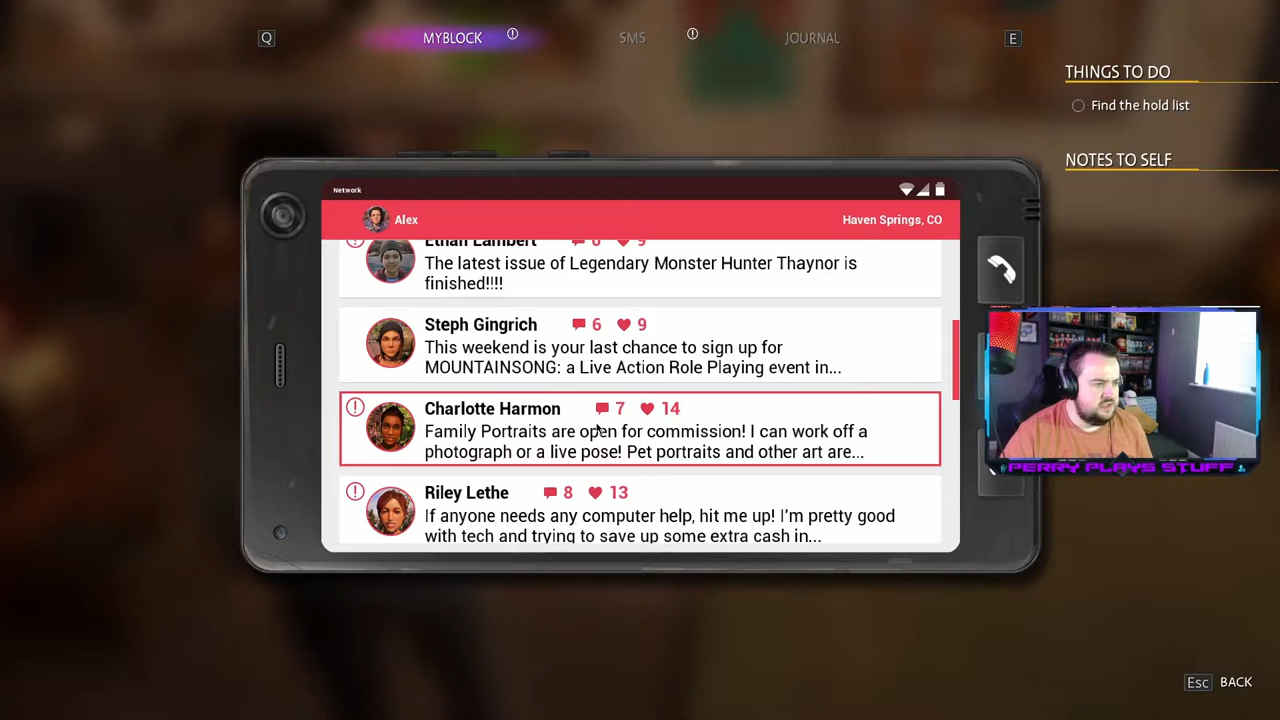 Q
MYBLOCK
SMS
JOURNAL
E
THINGS TO DO
Find the hold list
NOTES TO SELF
Network
Alex
Haven Springs, CO
Ethan Lambert 6 9
The latest issue of Legendary Monster Hunter Thaynor is
finished!!!!
Steph Gingrich 6 9
This weekend is your last chance to sign up for
MOUNTAINSONG: a Live Action Role Playing event in...
Charlotte Harmon 7 14
Family Portraits are open for commission! I can work off a
photograph or a live pose! Pet portraits and other art are...
Riley Lethe 8 13
If anyone needs any computer help, hit me up! I'm pretty good
with tech and trying to save up some extra cash in...
PERRY PLAYS STUFF
Esc BACK